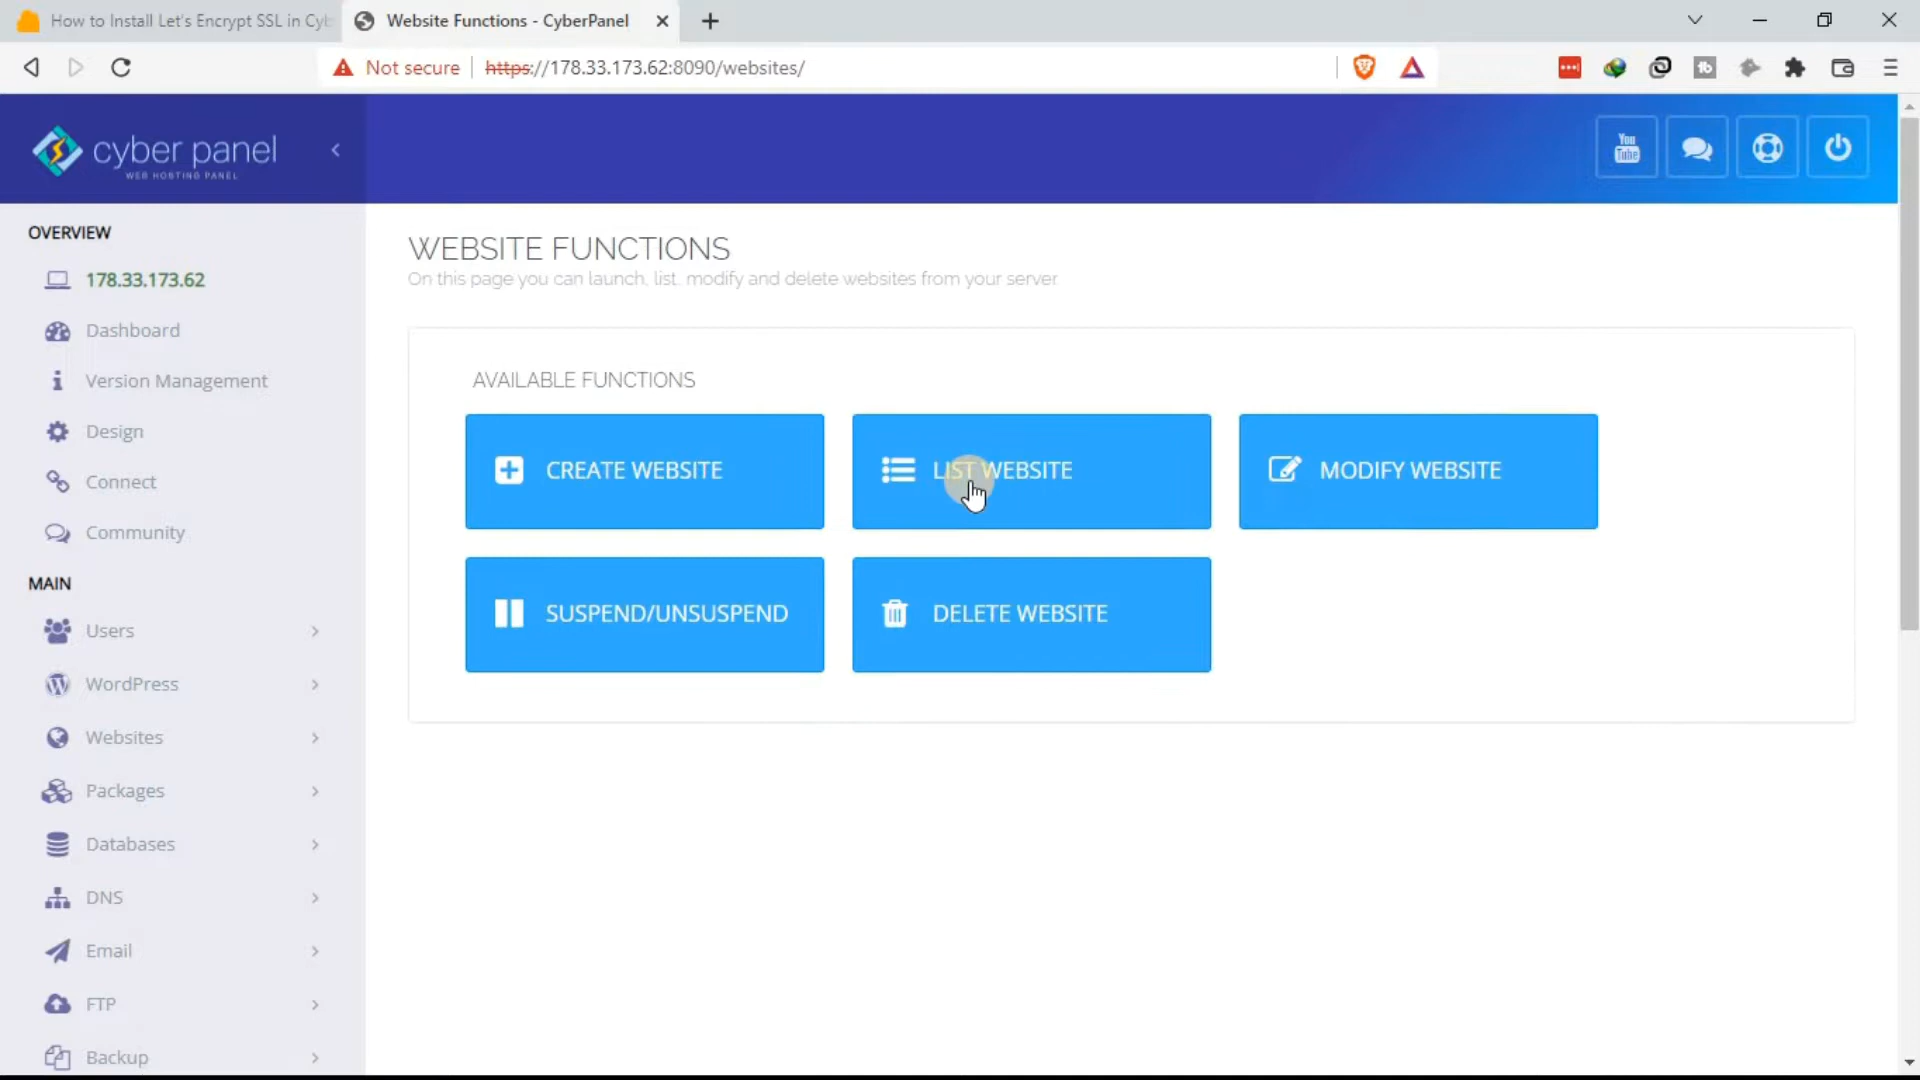 How to Install Let's Encrypt SSL in Cyb
Website Functions - CyberPanel
Not secure
https://178.33.173.62:8090/websites/
cyber panel
WEB HOSTING PANEL
You
Tube
OVERVIEW
178.33.173.62
Dashboard
Version Management
Design
Connect
Community
MAIN
Users
WordPress
Websites
Packages
Databases
DNS
Email
FTP
Backup
WEBSITE FUNCTIONS
On this page you can launch, list, modify and delete websites from your server.
AVAILABLE FUNCTIONS
CREATE WEBSITE
LIST WEBSITE
MODIFY WEBSITE
SUSPEND/UNSUSPEND
DELETE WEBSITE